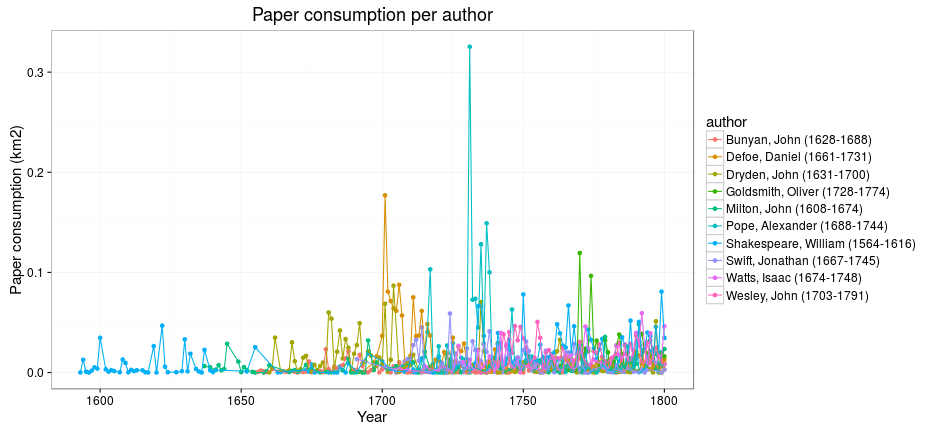 Paper consumption per author
Paper consumption (km2)
0.3
0.2
0.1
0.0
1600
1650
1700
1750
1800
Year
author
Bunyan, John (1628-1688)
Defoe, Daniel (1661-1731)
Dryden, John (1631-1700)
Goldsmith, Oliver (1728-1774)
Milton, John (1608-1674)
Pope, Alexander (1688-1744)
Shakespeare, William (1564-1616)
Swift, Jonathan (1667-1745)
Watts, Isaac (1674-1748)
Wesley, John (1703-1791)